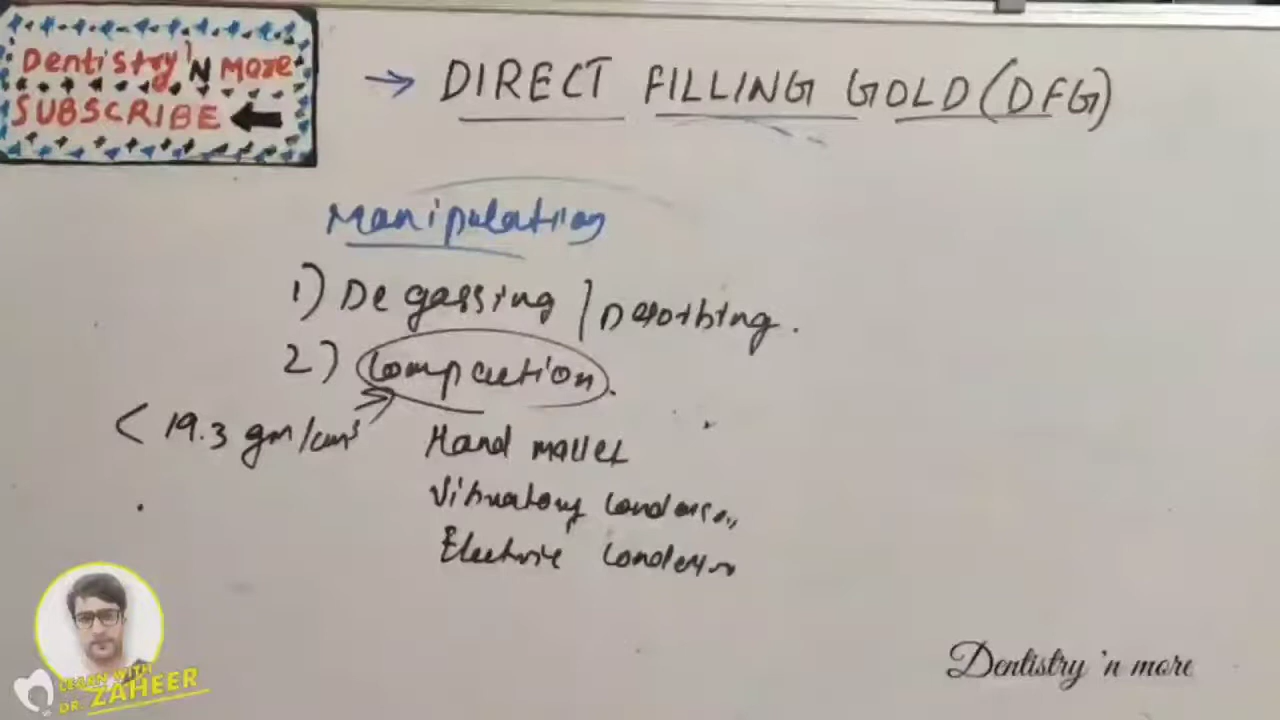 Dentistry 'N more
SUBSCRIBE
→ DIRECT FILLING GOLD (DFG)
Manipulation
1) Degassing / Desorbing.
2) Compaction.
< 19.3 gm/cm³
Hand mallet
Vibratory condenser
Electric condenser
LEARN WITH
DR. ZAHEER
Dentistry 'n more